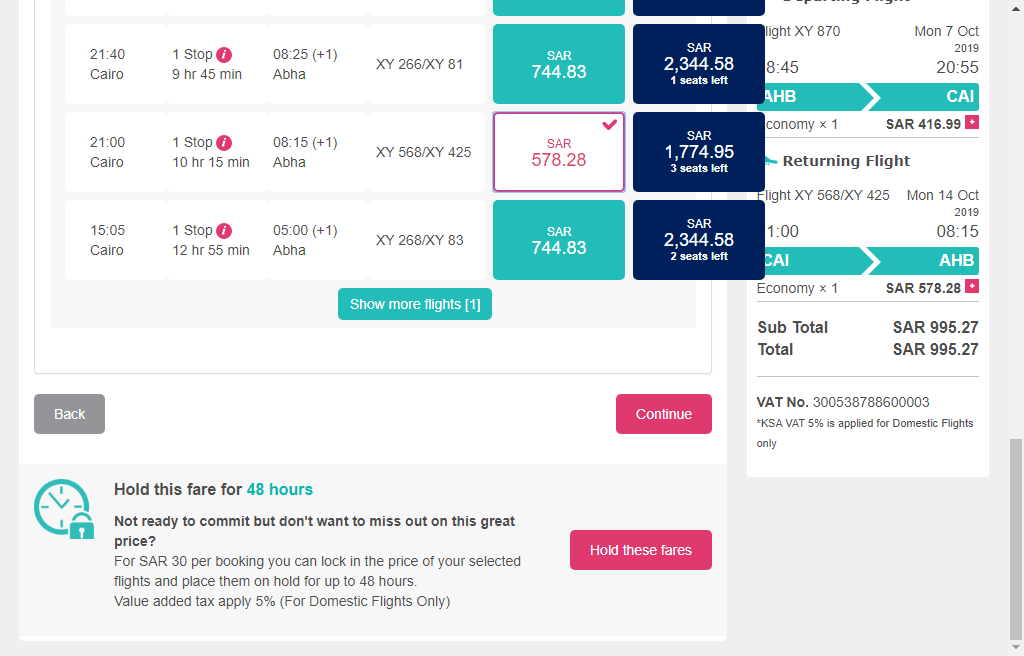 21:40
Cairo
1 Stop
9 hr 45 min
08:25 (+1)
Abha
XY 266/XY 81
SAR
744.83
SAR
2,344.58
1 seats left
21:00
Cairo
1 Stop
10 hr 15 min
08:15 (+1)
Abha
XY 568/XY 425
SAR
578.28
SAR
1,774.95
3 seats left
15:05
Cairo
1 Stop
12 hr 55 min
05:00 (+1)
Abha
XY 268/XY 83
SAR
744.83
SAR
2,344.58
2 seats left
Show more flights [1]
Back
Continue
Hold this fare for 48 hours
Not ready to commit but don't want to miss out on this great
price?
For SAR 30 per booking you can lock in the price of your selected
flights and place them on hold for up to 48 hours.
Value added tax apply 5% (For Domestic Flights Only)
Hold these fares
light XY 870 Mon 7 Oct
2019
8:45 20:55
AHB CAI
conomy × 1 SAR 416.99 +
Returning Flight
Flight XY 568/XY 425 Mon 14 Oct
2019
1:00 08:15
CAI AHB
Economy × 1 SAR 578.28 +
Sub Total SAR 995.27
Total SAR 995.27
VAT No. 300538788600003
*KSA VAT 5% is applied for Domestic Flights
only